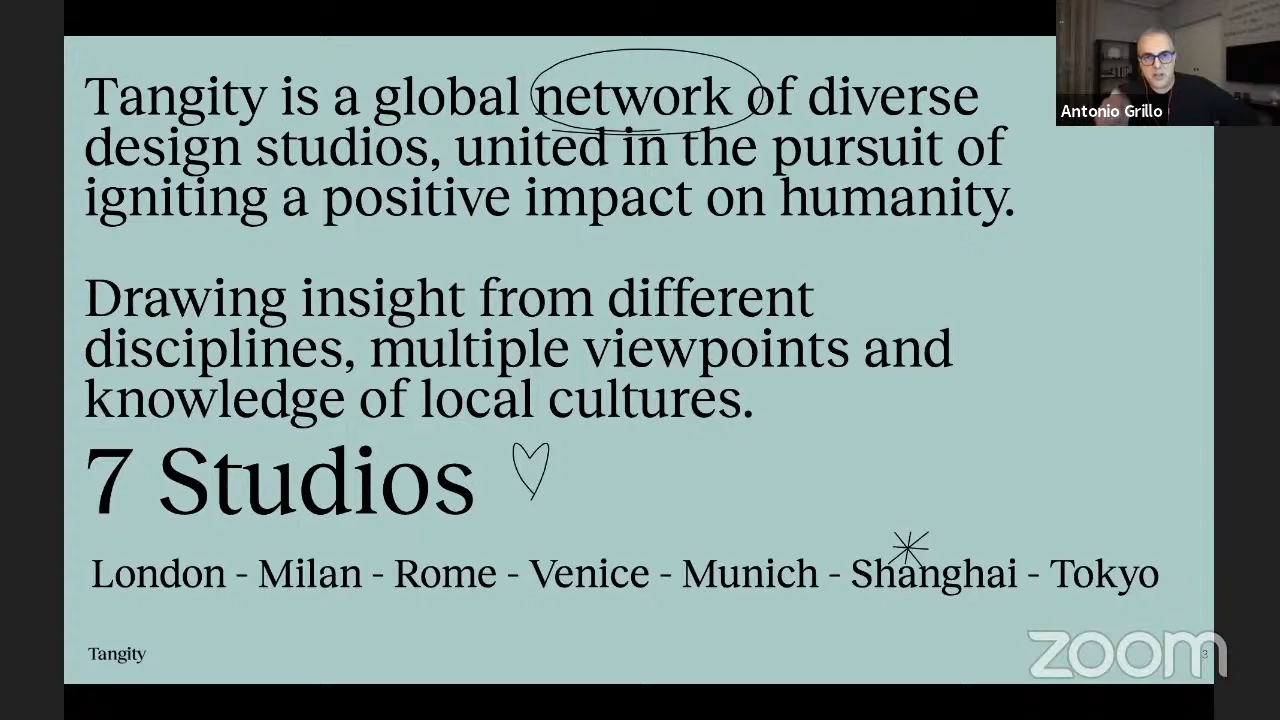 Tangity is a global network of diverse
design studios, united in the pursuit of
igniting a positive impact on humanity.
Drawing insight from different
disciplines, multiple viewpoints and
knowledge of local cultures.
7 Studios
London - Milan - Rome - Venice - Munich - Shanghai - Tokyo
Tangity
3
zoom
Antonio Grillo